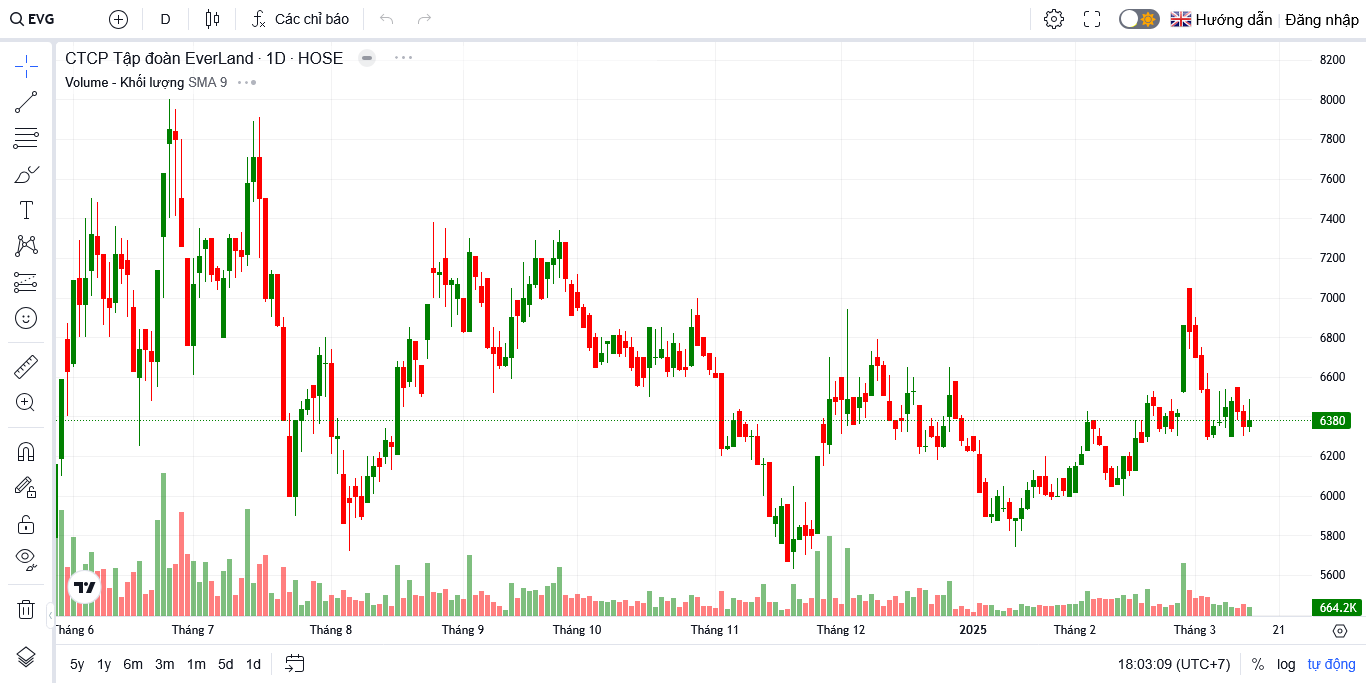 EVG D Các chỉ báo Hướng dẫn Đăng nhập
CTCP Tập đoàn EverLand · 1D · HOSE
Volume - Khối lượng SMA 9
8200
8000
7800
7600
7400
7200
7000
6800
6600
6380
6200
6000
5800
5600
664.2K
Tháng 6 Tháng 7 Tháng 8 Tháng 9 Tháng 10 Tháng 11 Tháng 12 2025 Tháng 2 Tháng 3 21
5y 1y 6m 3m 1m 5d 1d 18:03:09 (UTC+7) % log tự động